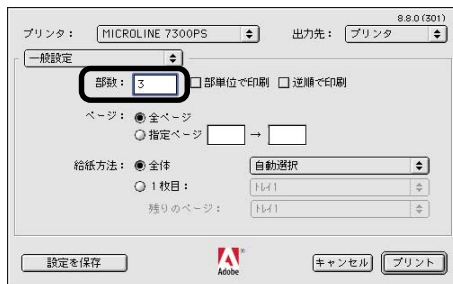 8.8.0 (301)
プリンタ： MICROLINE 7300PS 出力先： プリンタ
一般設定
部数： 3 部単位で印刷 逆順で印刷
ページ： 全ページ
指定ページ →
給紙方法： 全体 自動選択
1 枚目： トレイ1
残りのページ： トレイ1
設定を保存 Adobe キャンセル プリント